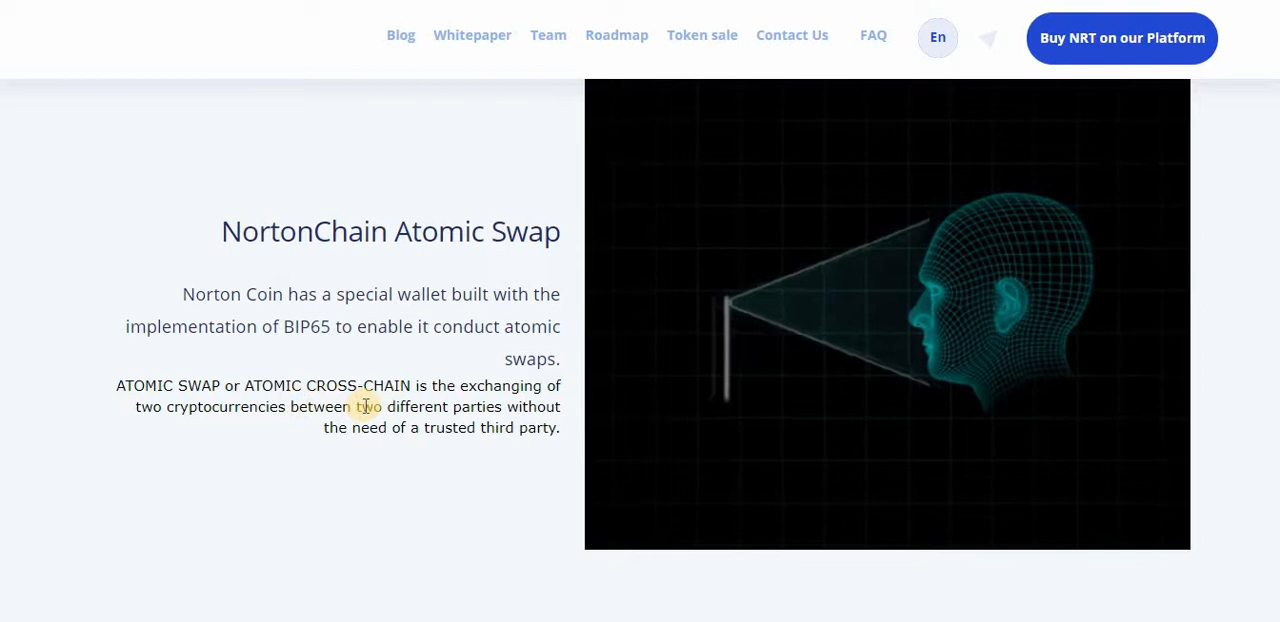 Blog Whitepaper Team Roadmap Token sale Contact Us FAQ En Buy NRT on our Platform
NortonChain Atomic Swap
Norton Coin has a special wallet built with the
implementation of BIP65 to enable it conduct atomic
swaps.
ATOMIC SWAP or ATOMIC CROSS-CHAIN is the exchanging of
two cryptocurrencies between two different parties without
the need of a trusted third party.